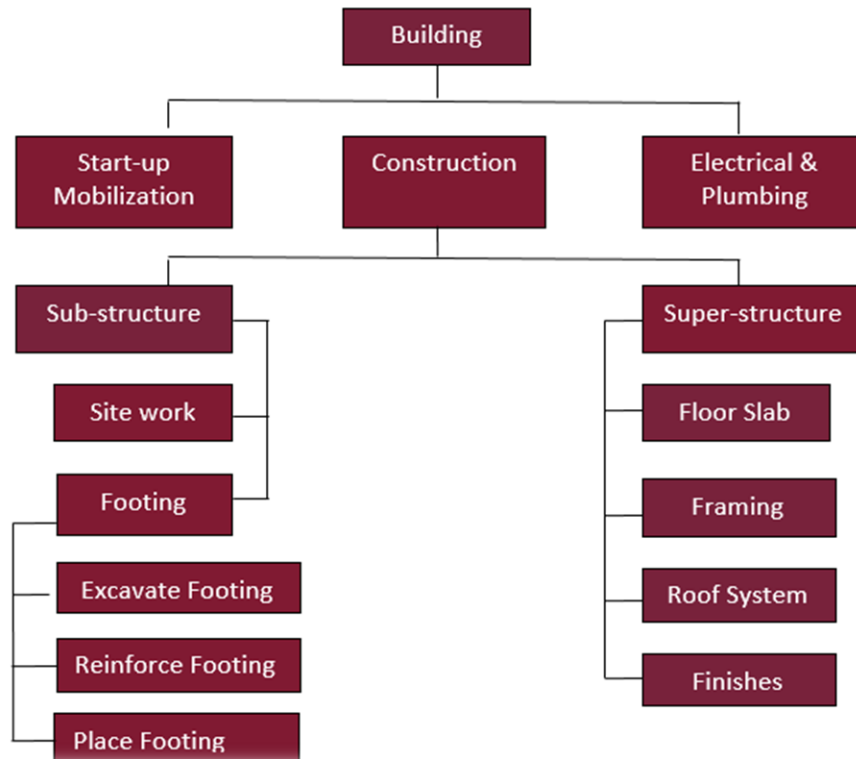 Building
Start-up
Mobilization
Construction
Electrical &
Plumbing
Sub-structure
Super-structure
Site work
Floor Slab
Footing
Framing
Excavate Footing
Roof System
Reinforce Footing
Finishes
Place Footing